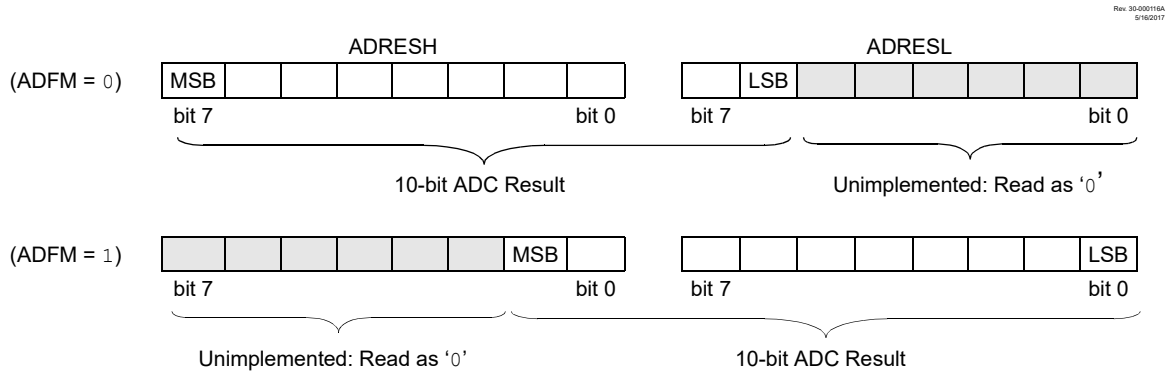 Rev. 30-000116A
5/16/2017
ADRESH ADRESL
(ADFM = 0) MSB LSB
bit 7 bit 0 bit 7 bit 0
10-bit ADC Result Unimplemented: Read as ‘0’
(ADFM = 1) MSB LSB
bit 7 bit 0 bit 7 bit 0
Unimplemented: Read as ‘0’ 10-bit ADC Result